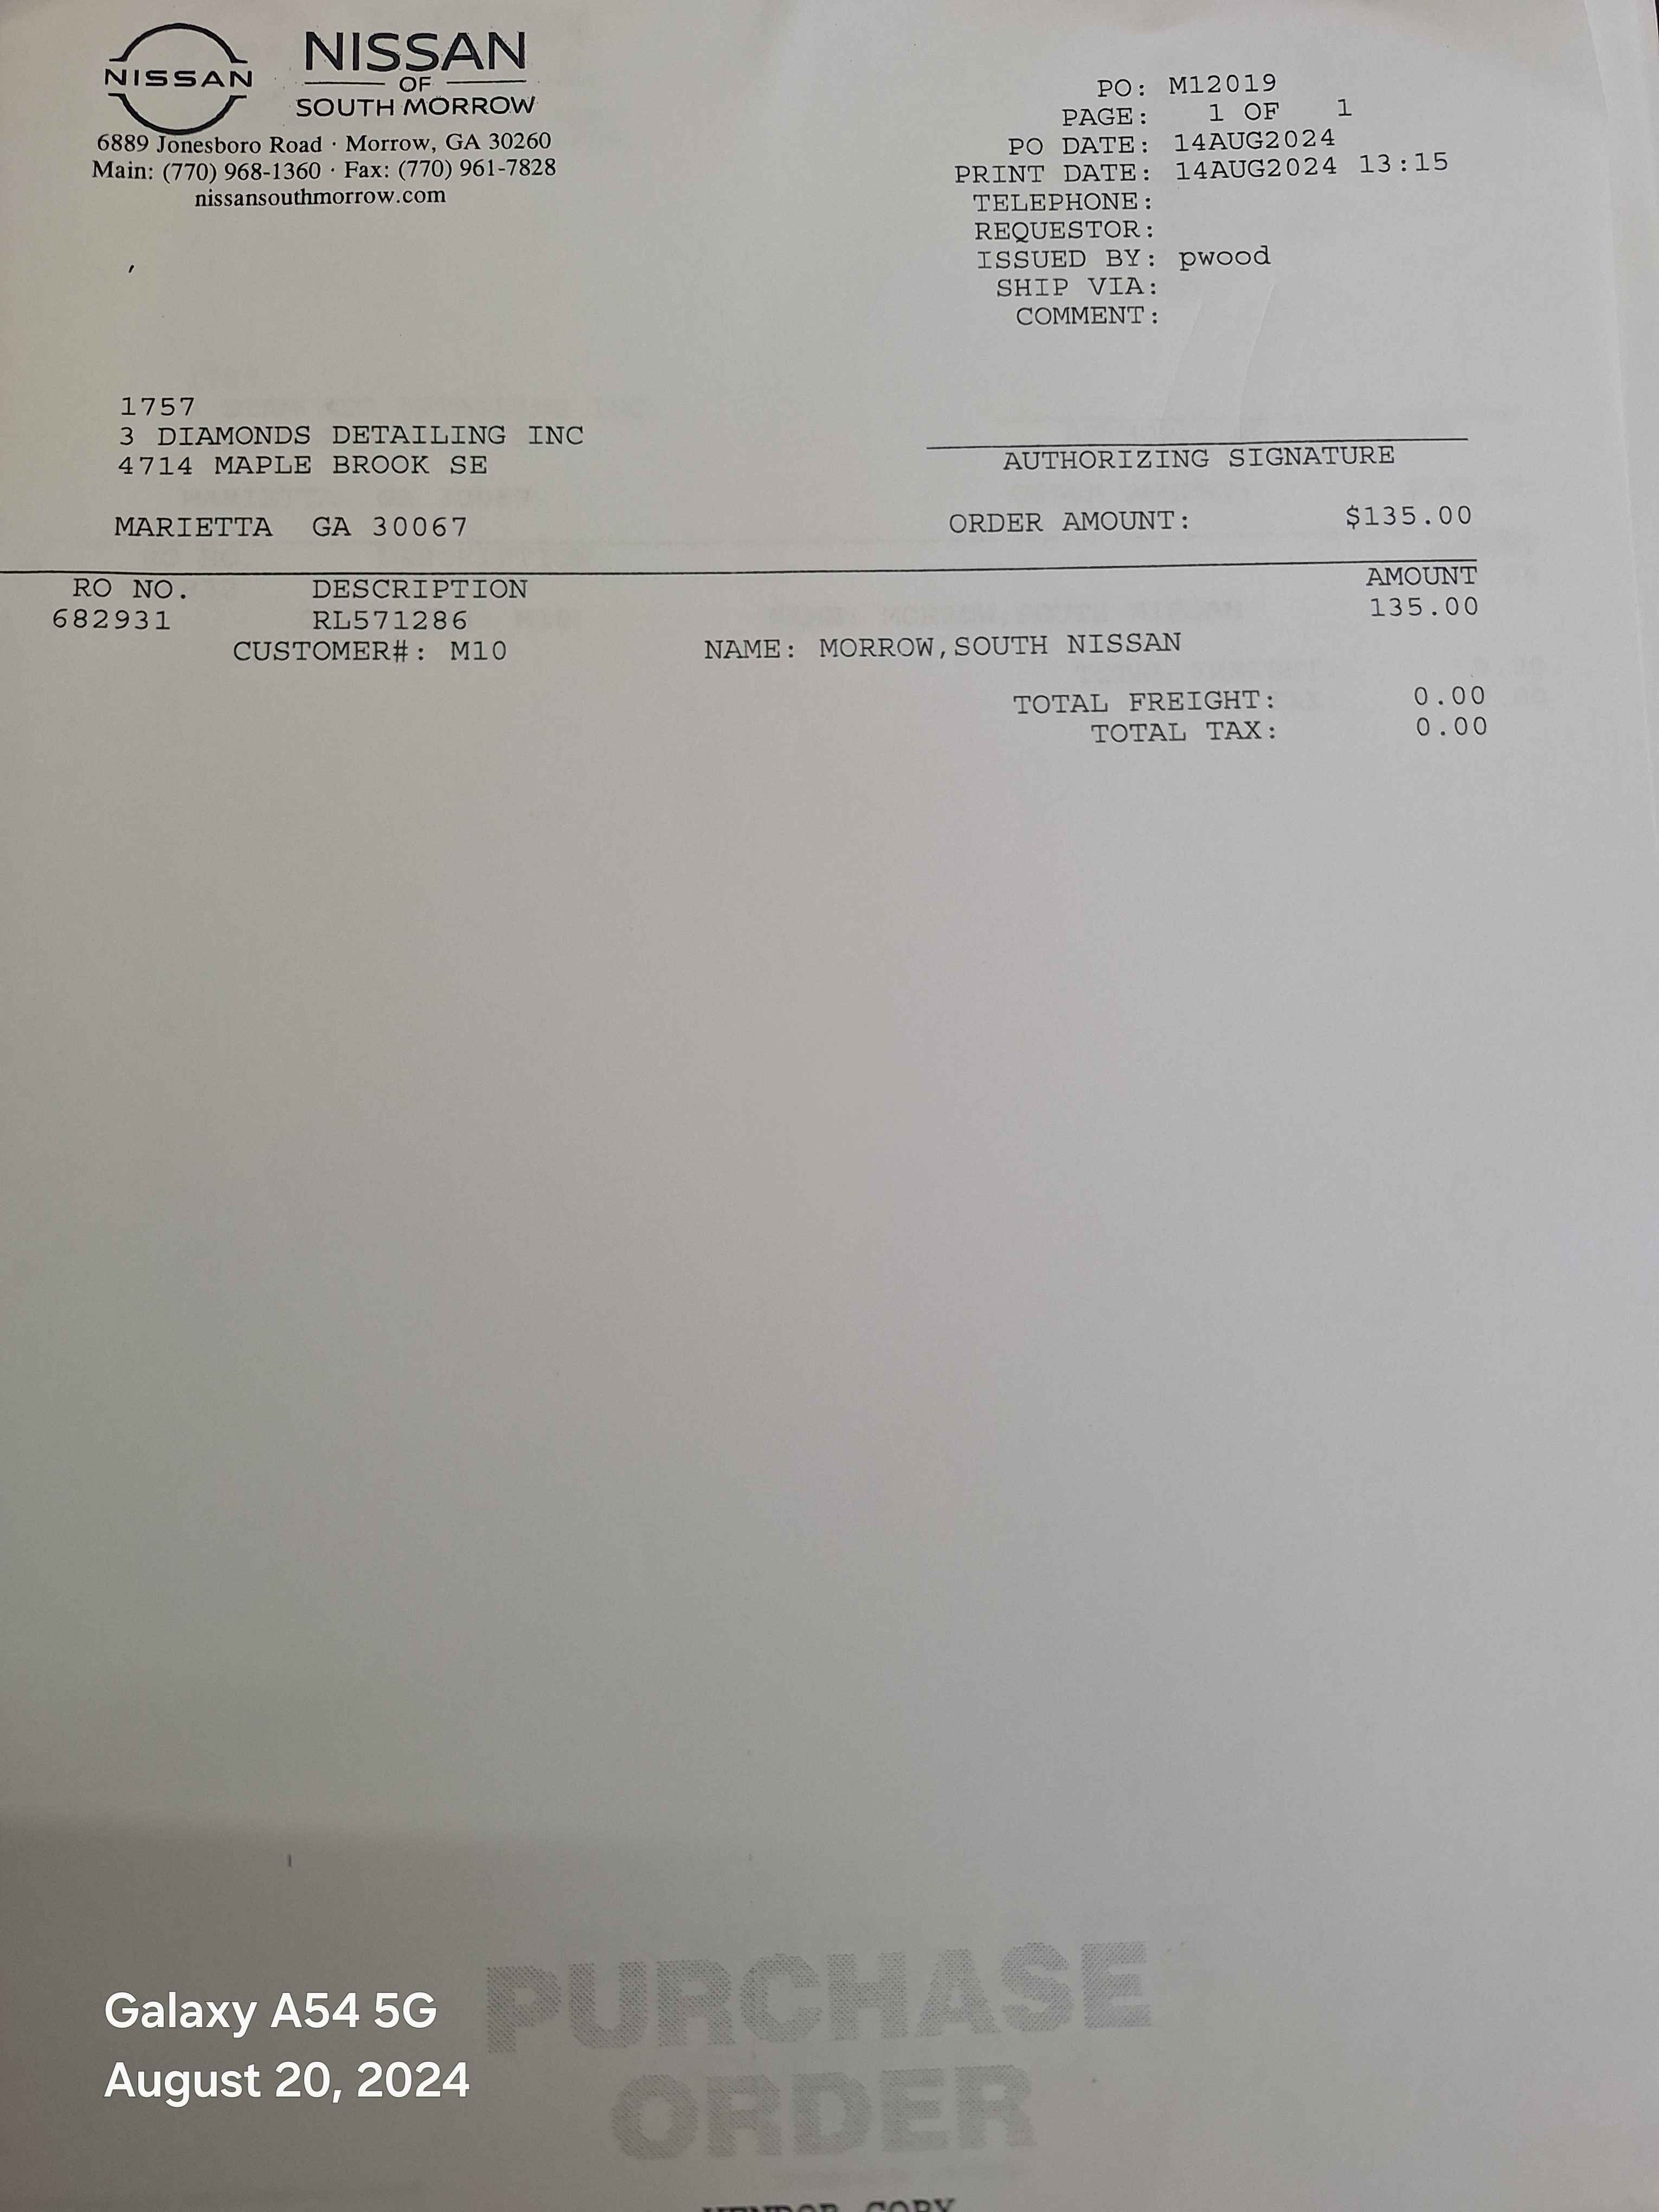 NISSAN
NISSAN
OF
SOUTH MORROW
6889 Jonesboro Road · Morrow, GA 30260
Main: (770) 968-1360 · Fax: (770) 961-7828
nissansouthmorrow.com
PO: M12019
PAGE: 1 OF 1
PO DATE: 14AUG2024
PRINT DATE: 14AUG2024 13:15
TELEPHONE:
REQUESTOR:
ISSUED BY: pwood
SHIP VIA:
COMMENT:
1757
3 DIAMONDS DETAILING INC
4714 MAPLE BROOK SE
MARIETTA GA 30067
AUTHORIZING SIGNATURE
ORDER AMOUNT: $135.00
RO NO. DESCRIPTION AMOUNT
682931 RL571286 135.00
CUSTOMER#: M10 NAME: MORROW,SOUTH NISSAN
TOTAL FREIGHT: 0.00
TOTAL TAX: 0.00
PURCHASE
ORDER
VENDOR COPY
Galaxy A54 5G
August 20, 2024